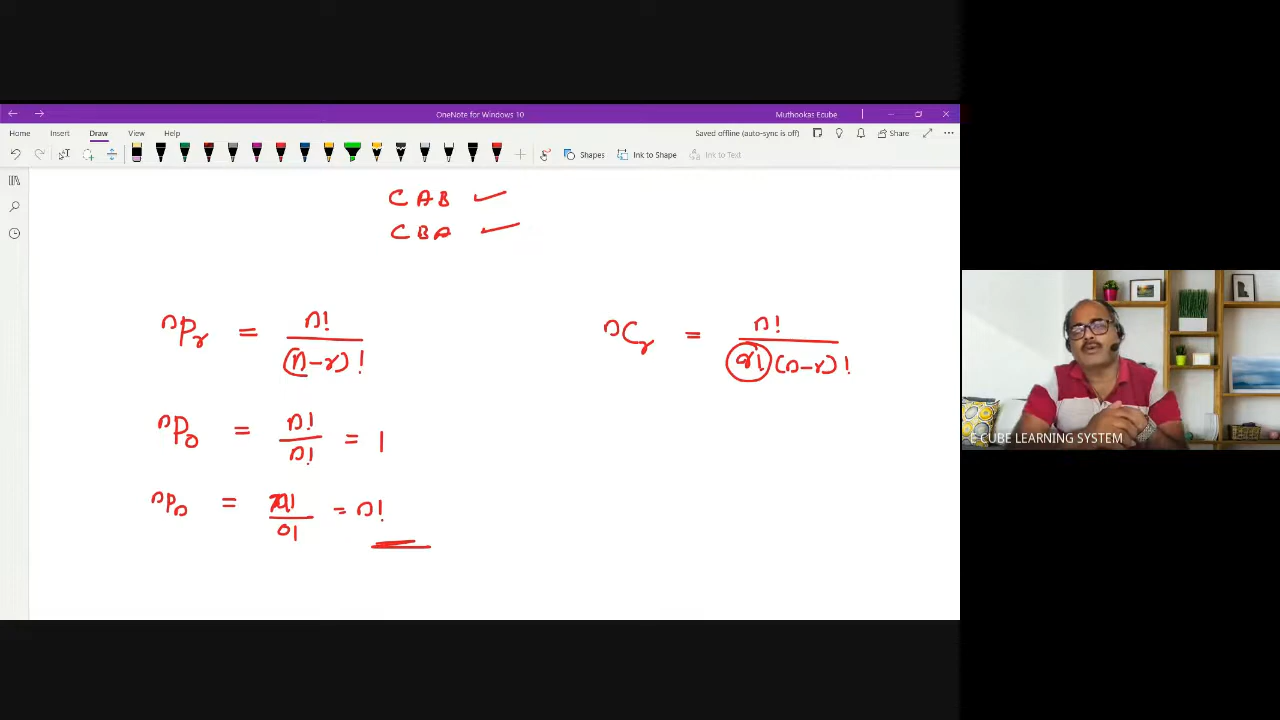 OneNote for Windows 10
Muthookas Ecube
Home Insert Draw View Help
Saved offline (auto-sync is off) Share
Shapes Ink to Shape Ink to Text
CAB ✓
CBA ✓
ⁿPᵣ = n! / (n-r)!
ⁿCᵣ = n! / r!(n-r)!
ⁿP₀ = n! / n! = 1
ⁿPₙ = n! / 0! = n!
E CUBE LEARNING SYSTEM